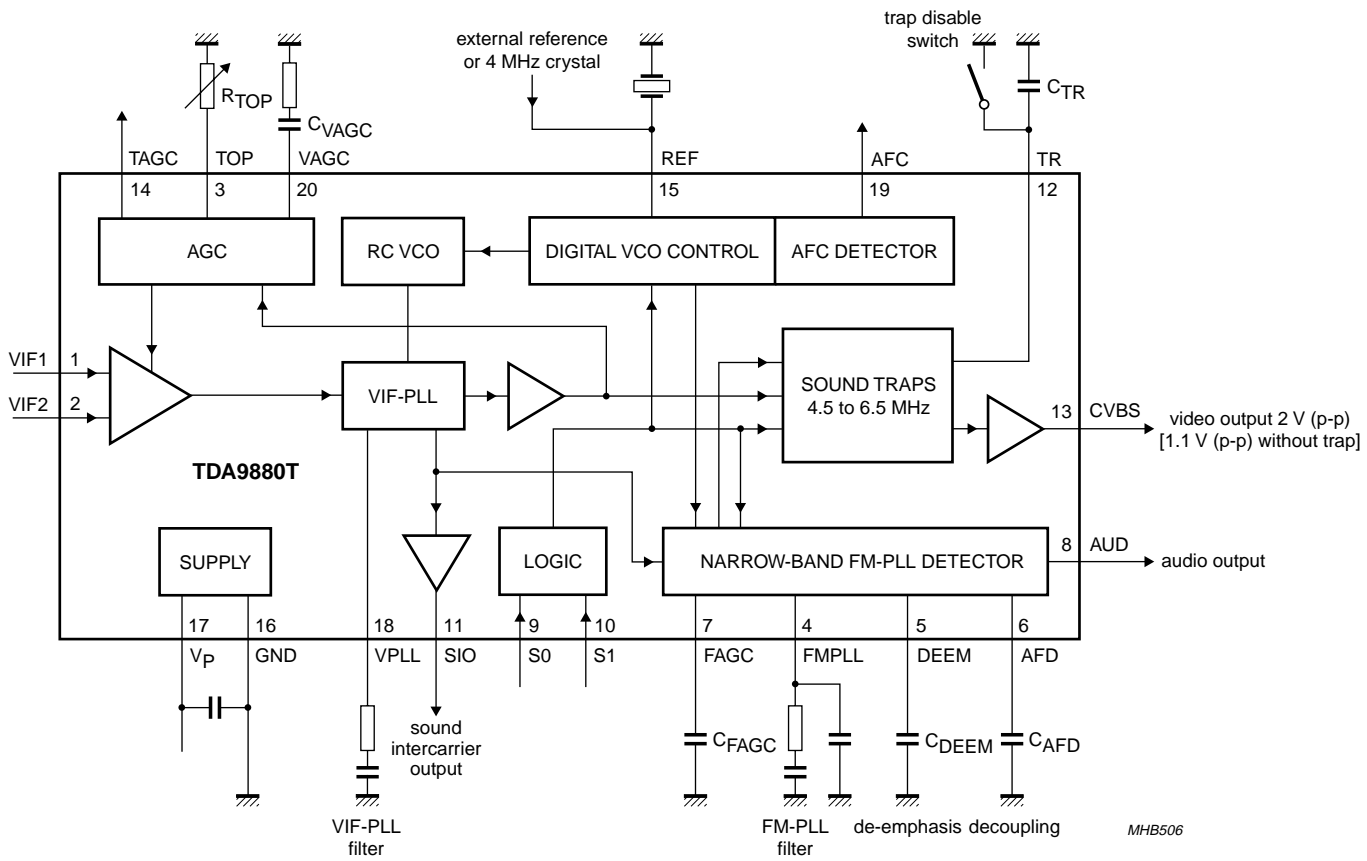 trap disable
switch
external reference
or 4 MHz crystal
RTOP
CVAGC
CTR
TAGC
TOP
VAGC
REF
AFC
TR
14
3
20
15
19
12
AGC
RC VCO
DIGITAL VCO CONTROL
AFC DETECTOR
VIF1
1
VIF2
2
VIF-PLL
SOUND TRAPS
4.5 to 6.5 MHz
13
CVBS
video output 2 V (p-p)
[1.1 V (p-p) without trap]
TDA9880T
SUPPLY
LOGIC
NARROW-BAND FM-PLL DETECTOR
8
AUD
audio output
17
16
18
11
9
10
7
4
5
6
VP
GND
VPLL
SIO
S0
S1
FAGC
FMPLL
DEEM
AFD
sound
intercarrier
output
CFAGC
CDEEM
CAFD
VIF-PLL
filter
FM-PLL
filter
de-emphasis
decoupling
MHB506